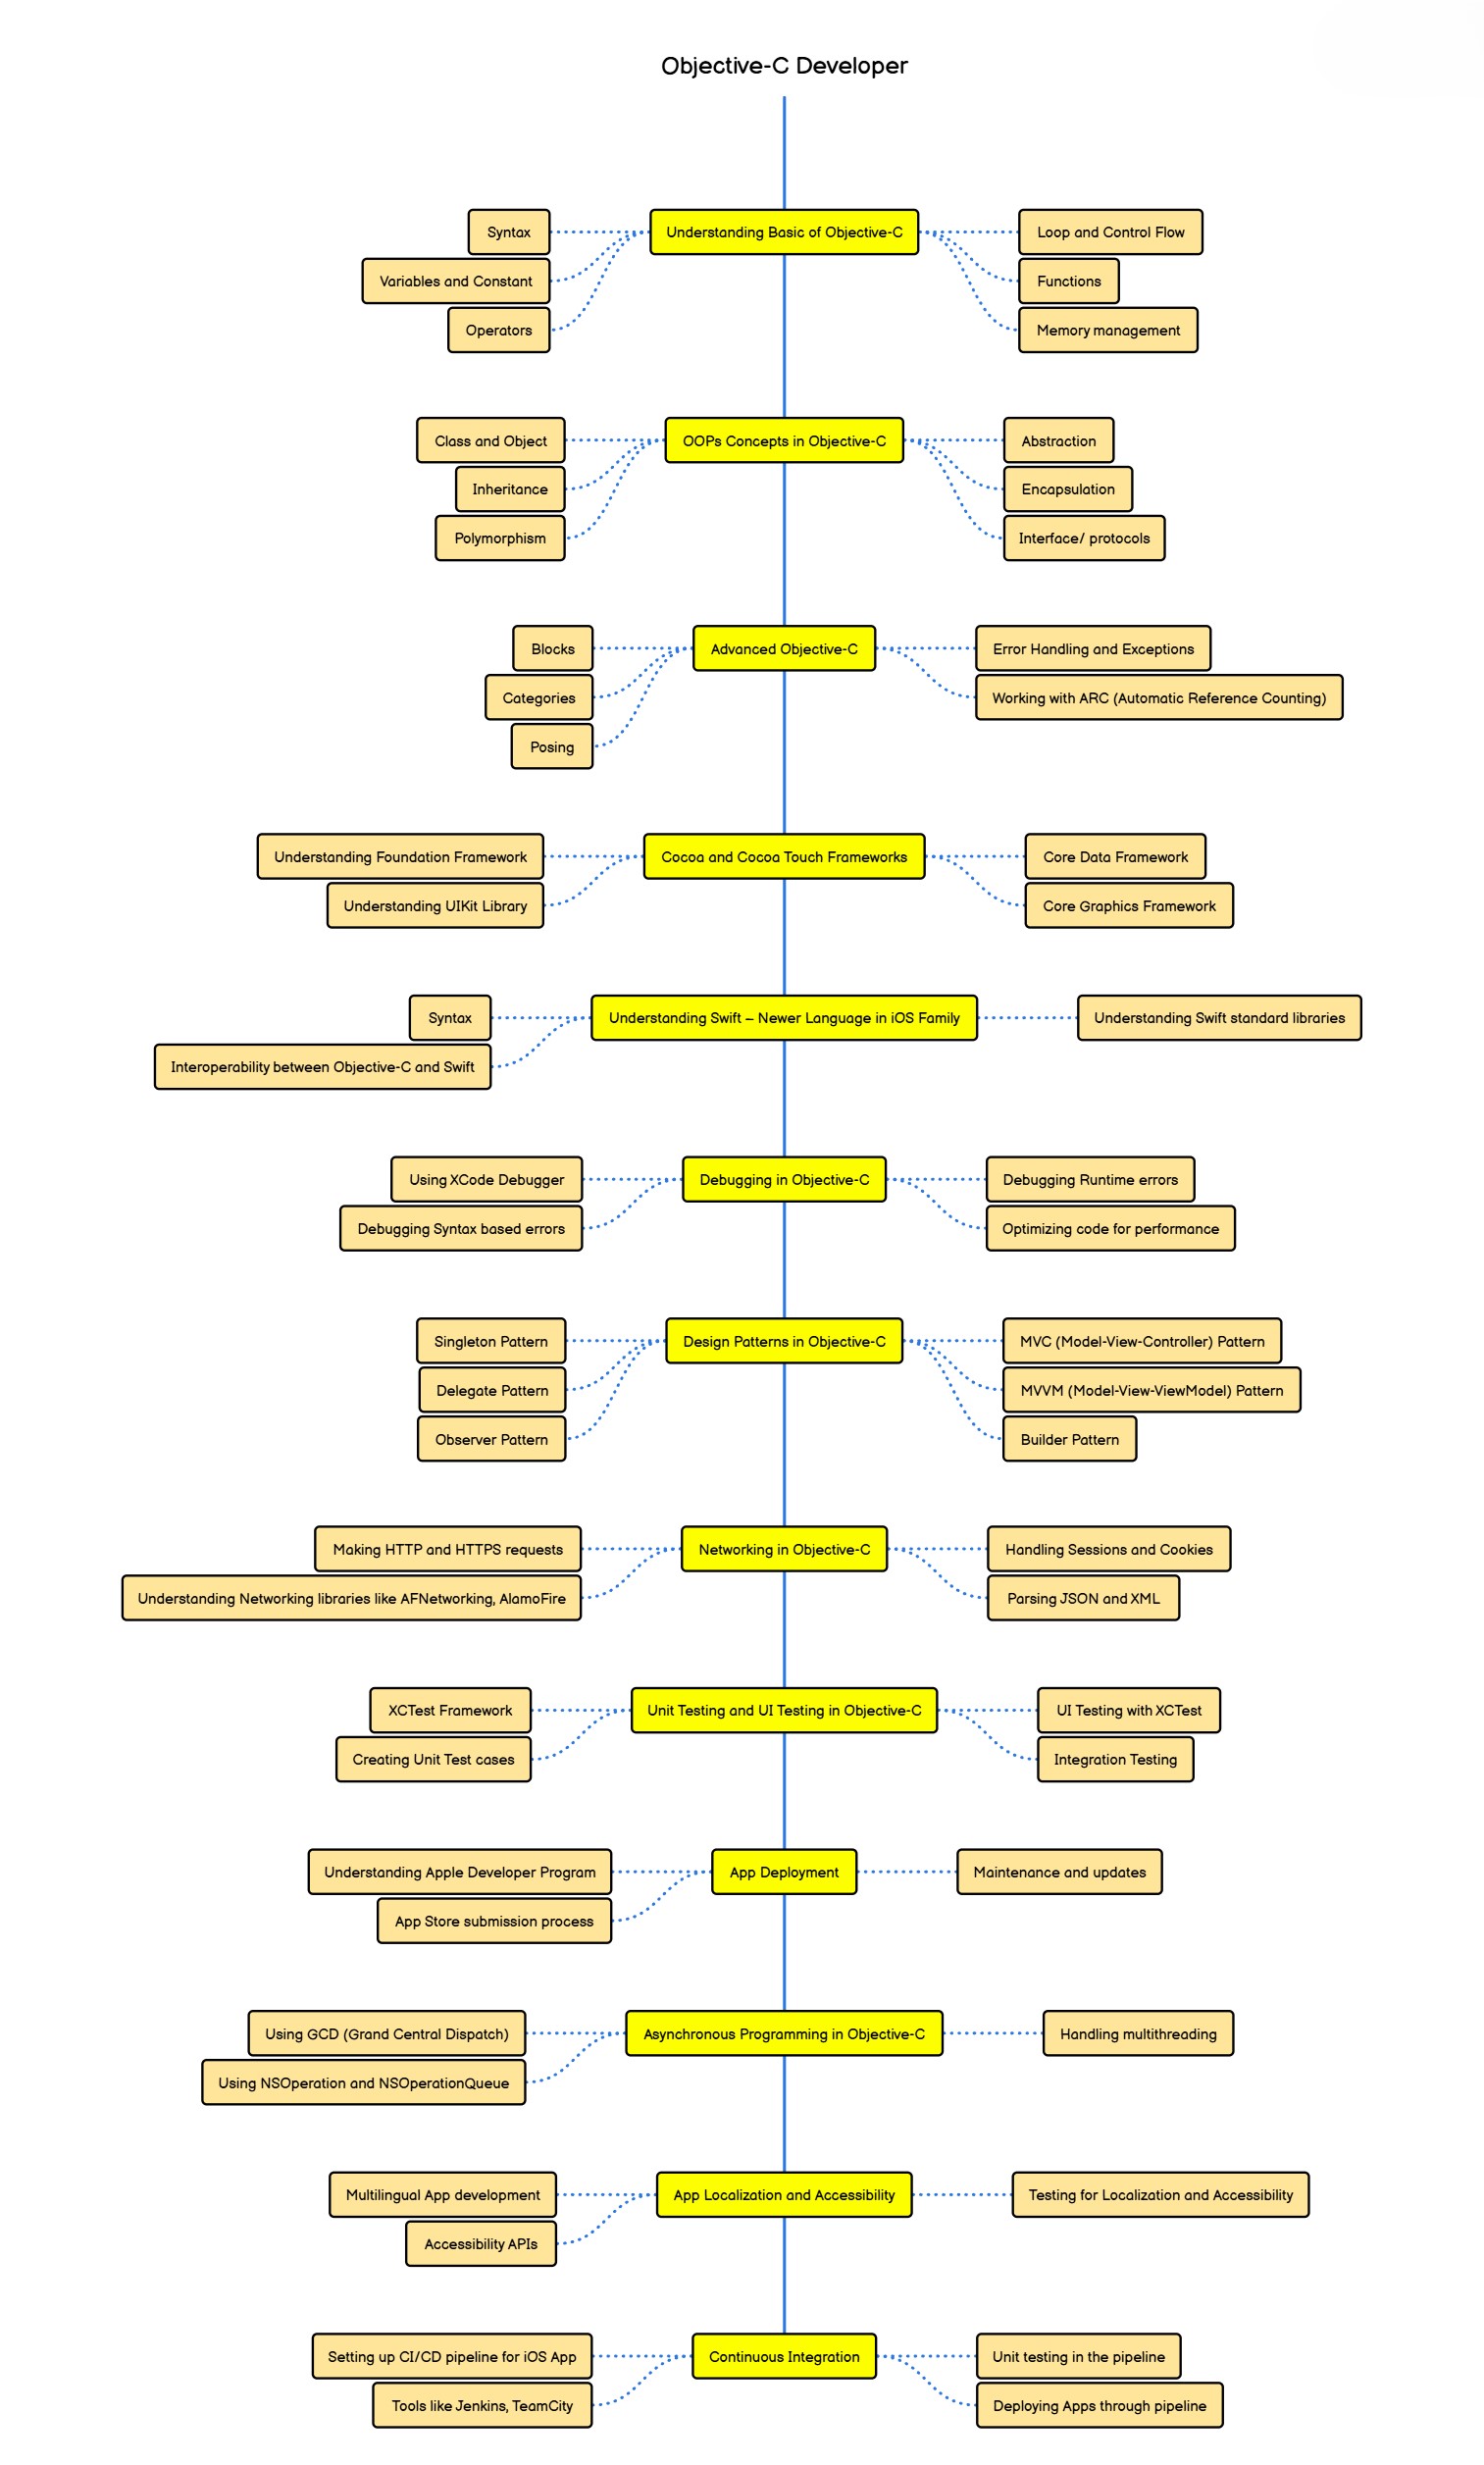 Objective-C Developer
Understanding Basic of Objective-C
Syntax
Variables and Constant
Operators
Loop and Control Flow
Functions
Memory management
OOPs Concepts in Objective-C
Class and Object
Inheritance
Polymorphism
Abstraction
Encapsulation
Interface/ protocols
Advanced Objective-C
Blocks
Categories
Posing
Error Handling and Exceptions
Working with ARC (Automatic Reference Counting)
Cocoa and Cocoa Touch Frameworks
Understanding Foundation Framework
Understanding UIKit Library
Core Data Framework
Core Graphics Framework
Understanding Swift – Newer Language in iOS Family
Syntax
Interoperability between Objective-C and Swift
Understanding Swift standard libraries
Debugging in Objective-C
Using XCode Debugger
Debugging Syntax based errors
Debugging Runtime errors
Optimizing code for performance
Design Patterns in Objective-C
Singleton Pattern
Delegate Pattern
Observer Pattern
MVC (Model-View-Controller) Pattern
MVVM (Model-View-ViewModel) Pattern
Builder Pattern
Networking in Objective-C
Making HTTP and HTTPS requests
Understanding Networking libraries like AFNetworking, AlamoFire
Handling Sessions and Cookies
Parsing JSON and XML
Unit Testing and UI Testing in Objective-C
XCTest Framework
Creating Unit Test cases
UI Testing with XCTest
Integration Testing
App Deployment
Understanding Apple Developer Program
App Store submission process
Maintenance and updates
Asynchronous Programming in Objective-C
Using GCD (Grand Central Dispatch)
Using NSOperation and NSOperationQueue
Handling multithreading
App Localization and Accessibility
Multilingual App development
Accessibility APIs
Testing for Localization and Accessibility
Continuous Integration
Setting up CI/CD pipeline for iOS App
Tools like Jenkins, TeamCity
Unit testing in the pipeline
Deploying Apps through pipeline